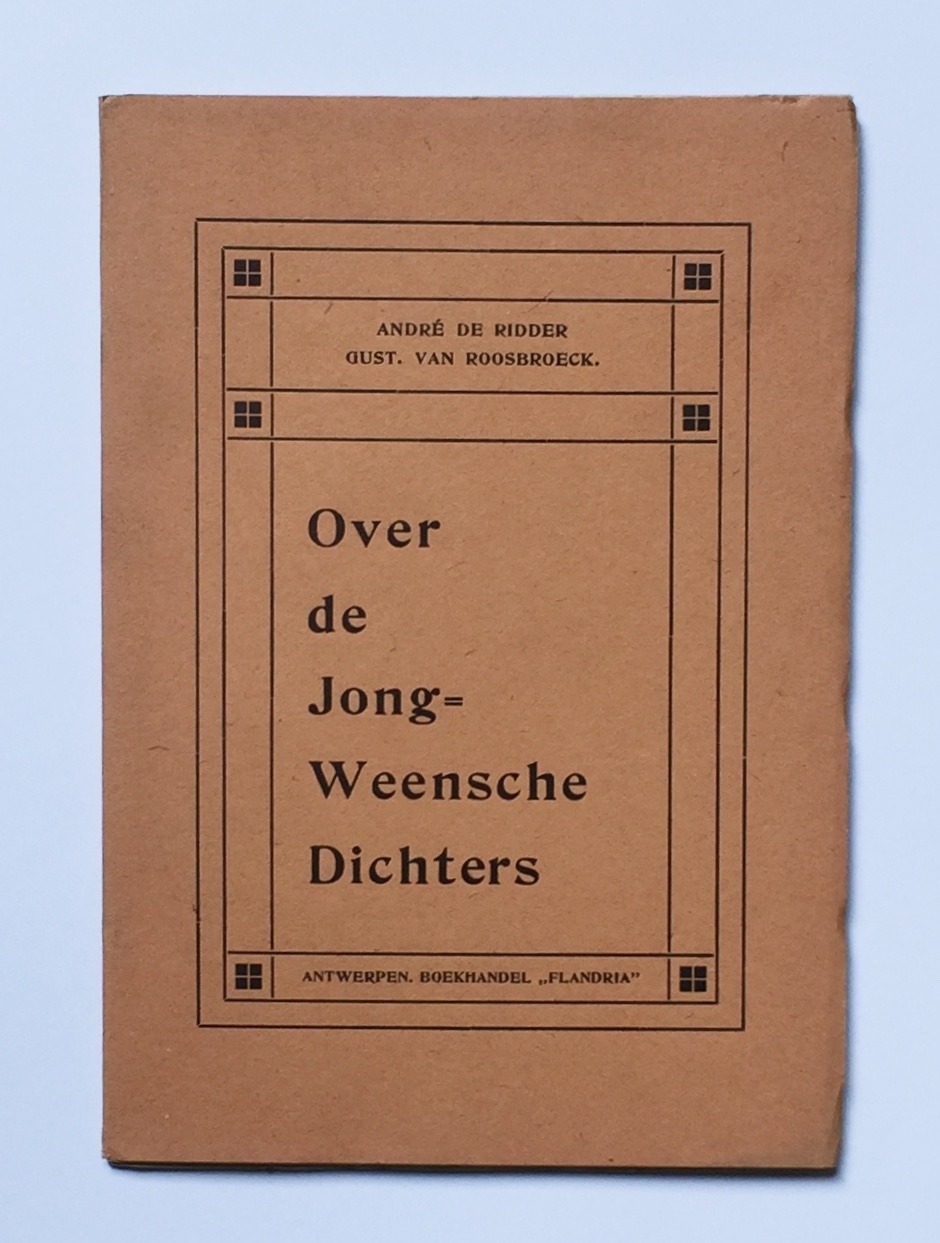 ANDRÉ DE RIDDER
GUST. VAN ROOSBROECK.
Over
de
Jong=
Weensche
Dichters
ANTWERPEN. BOEKHANDEL „FLANDRIA”